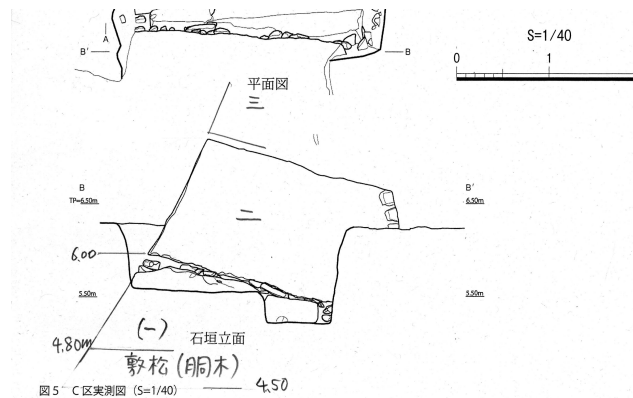 S=1/40
0 1
A
B' B
平面図
三
B B'
TP=6.50m 6.50m
二
6.00
5.50m 5.50m
(一) 石垣立面
4.80m
敷松(胴木)
4.50
図5 C区実測図(S=1/40)